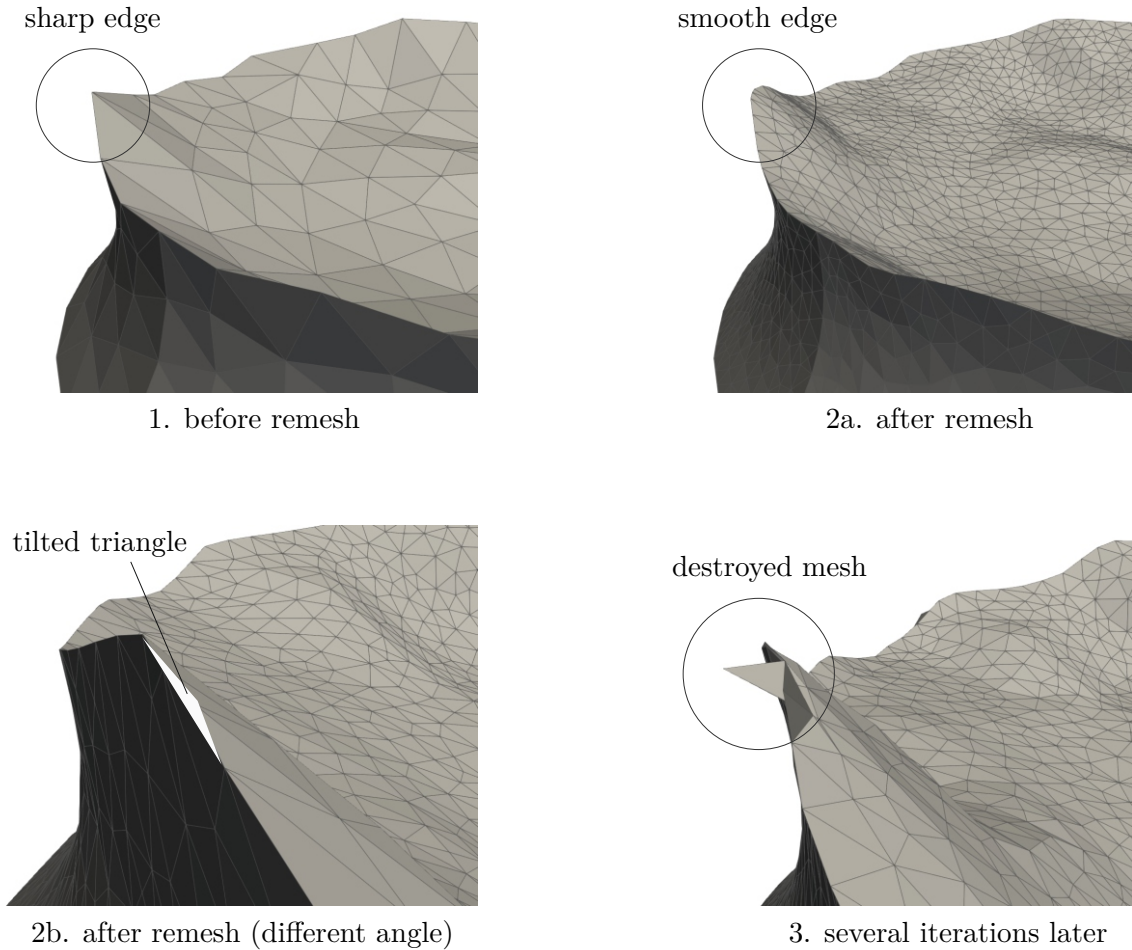 sharp edge
smooth edge
1. before remesh
2a. after remesh
tilted triangle
destroyed mesh
2b. after remesh (different angle)
3. several iterations later